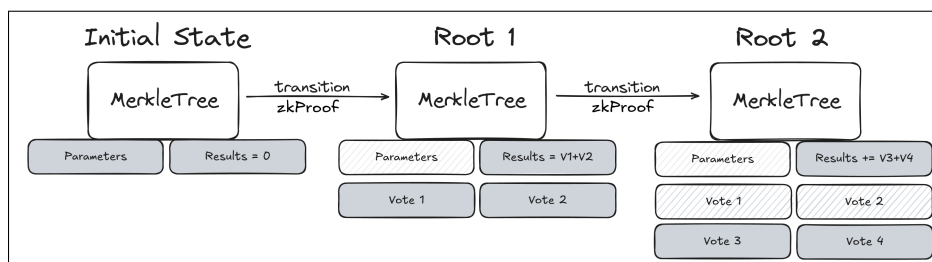 Initial State
Root 1
Root 2
MerkleTree
transition
zkProof
MerkleTree
transition
zkProof
MerkleTree
Parameters
Results = 0
Parameters
Results = V1+V2
Vote 1
Vote 2
Parameters
Results += V3+V4
Vote 1
Vote 2
Vote 3
Vote 4